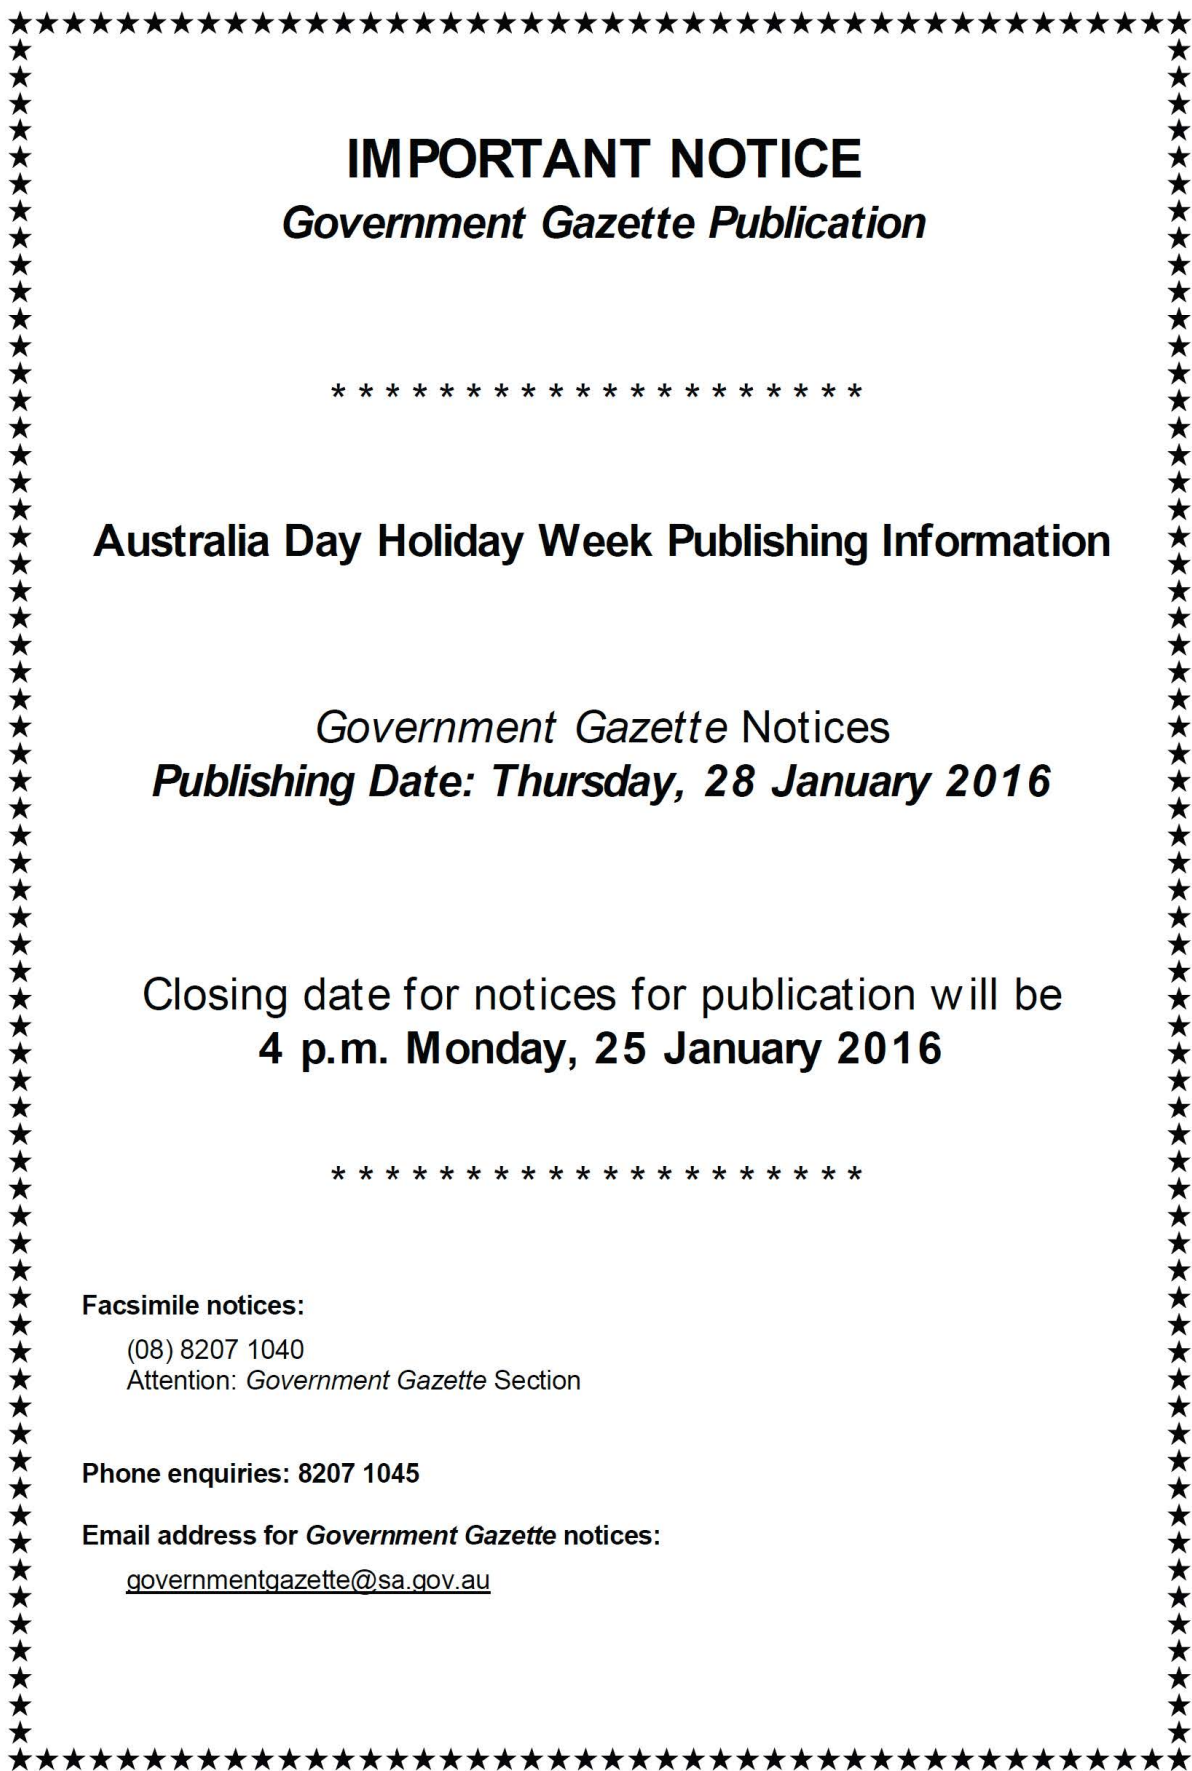 IMPORTANT NOTICE
Government Gazette Publication
* * * * * * * * * * * * * * * * * * * *
Australia Day Holiday Week Publishing Information
Government Gazette Notices
Publishing Date: Thursday, 28 January 2016
Closing date for notices for publication will be
4 p.m. Monday, 25 January 2016
* * * * * * * * * * * * * * * * * * * *
Facsimile notices:
(08) 8207 1040
Attention: Government Gazette Section
Phone enquiries: 8207 1045
Email address for Government Gazette notices:
governmentgazette@sa.gov.au